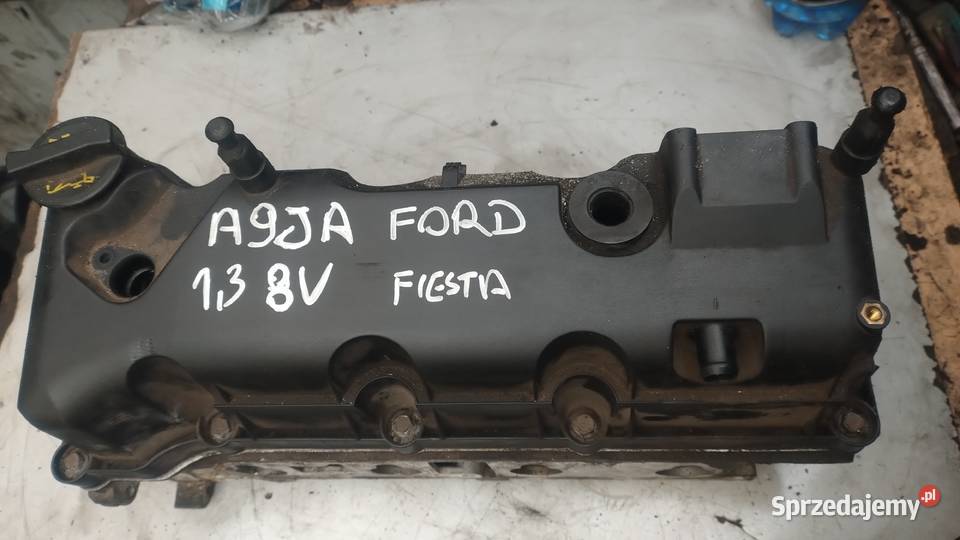 A9JA FORD
1,3 8V FIESTA
Sprzedajemy.pl